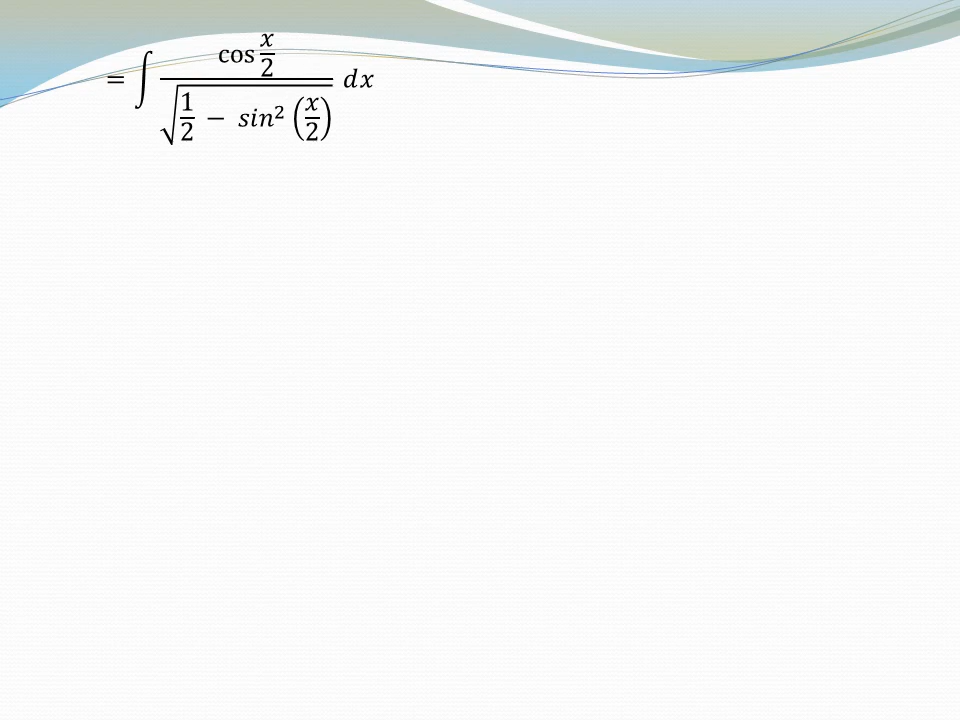 = ∫ cos(x/2) / √(1/2 − sin² (x/2)) dx